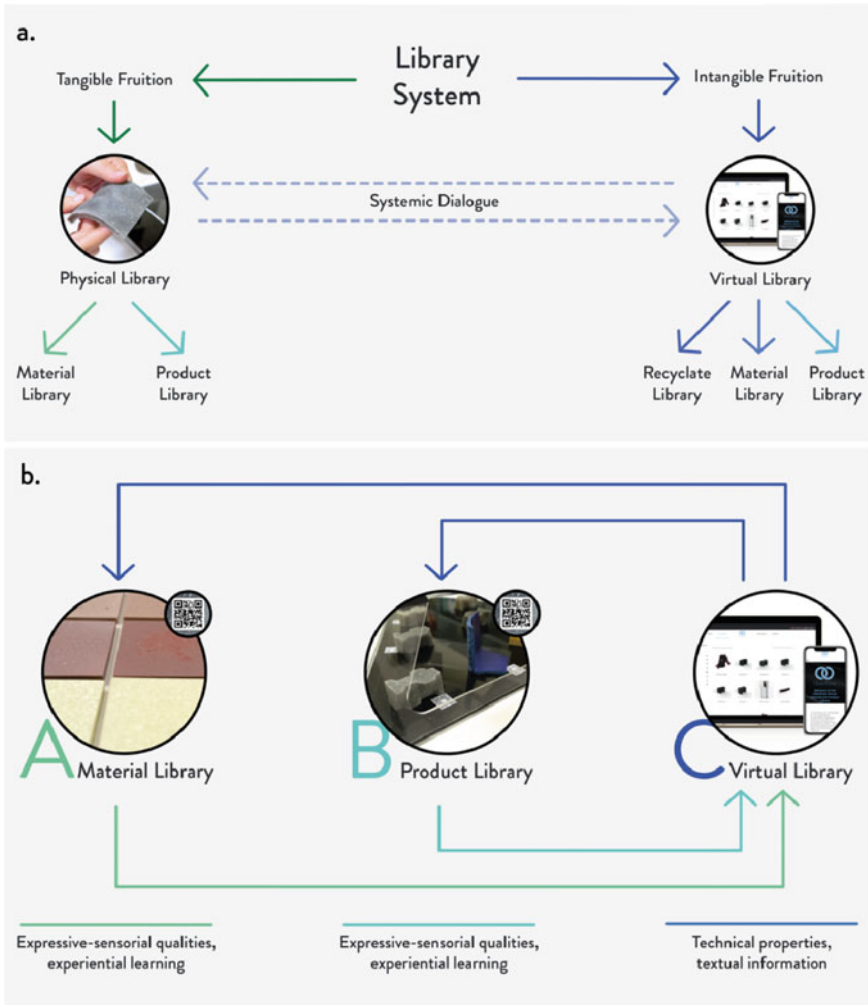 a.
Library
System
Tangible Fruition
Intangible Fruition
Systemic Dialogue
Physical Library
Virtual Library
Material
Library
Product
Library
Recyclate
Library
Material
Library
Product
Library
b.
A Material Library
B Product Library
C Virtual Library
Expressive-sensorial qualities,
experiential learning
Expressive-sensorial qualities,
experiential learning
Technical properties,
textual information